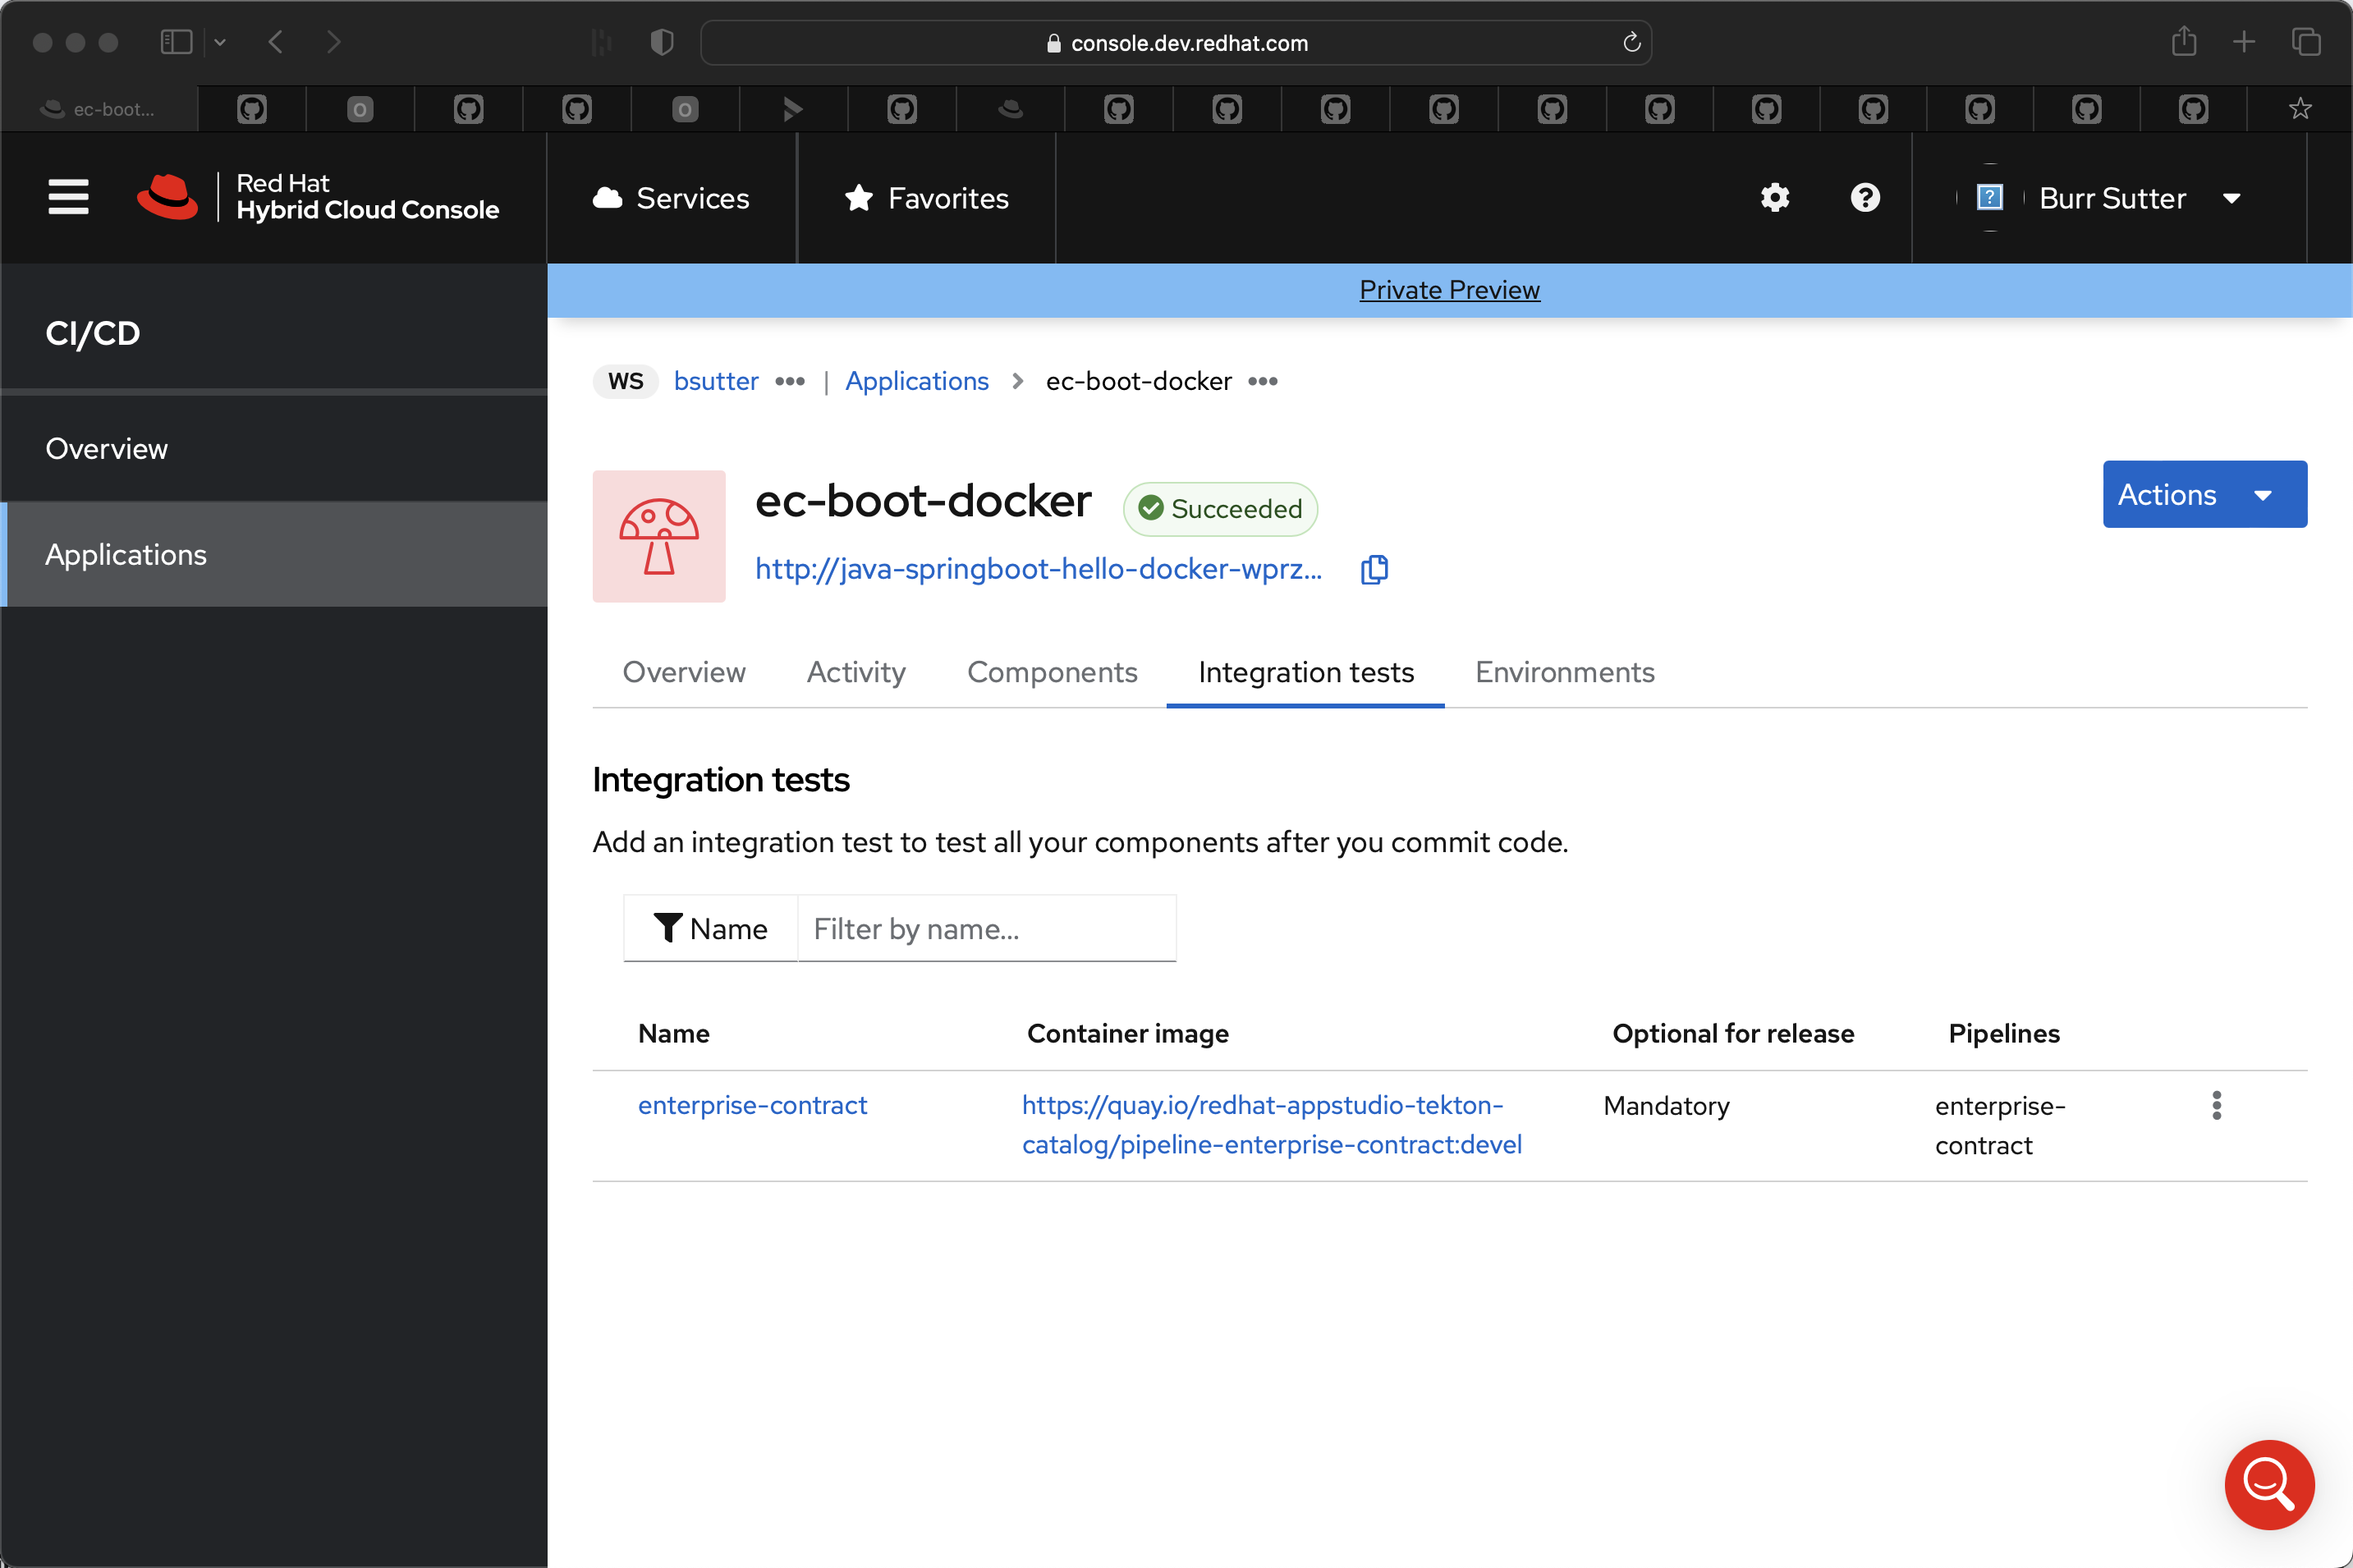 console.dev.redhat.com
ec-boot...
Red Hat
Hybrid Cloud Console
Services
Favorites
Burr Sutter
Private Preview
CI/CD
Overview
Applications
WS bsutter ••• | Applications > ec-boot-docker •••
ec-boot-docker
Succeeded
Actions
http://java-springboot-hello-docker-wprz...
Overview
Activity
Components
Integration tests
Environments
Integration tests
Add an integration test to test all your components after you commit code.
Name
Filter by name...
Name
Container image
Optional for release
Pipelines
enterprise-contract
https://quay.io/redhat-appstudio-tekton-
catalog/pipeline-enterprise-contract:devel
Mandatory
enterprise-
contract